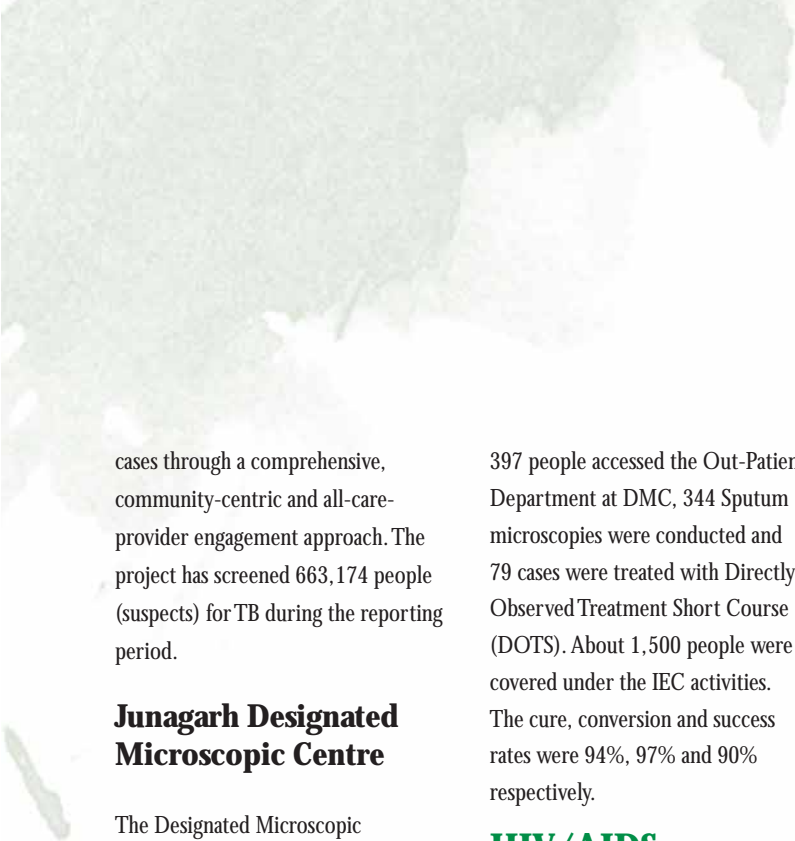 cases through a comprehensive,
community-centric and all-care-
provider engagement approach. The
project has screened 663,174 people
(suspects) for TB during the reporting
period.
Junagarh Designated
Microscopic Centre
The Designated Microscopic
397 people accessed the Out-Patien
Department at DMC, 344 Sputum
microscopies were conducted and
79 cases were treated with Directly
Observed Treatment Short Course
(DOTS). About 1,500 people were
covered under the IEC activities.
The cure, conversion and success
rates were 94%, 97% and 90%
respectively.
HIV/AIDS